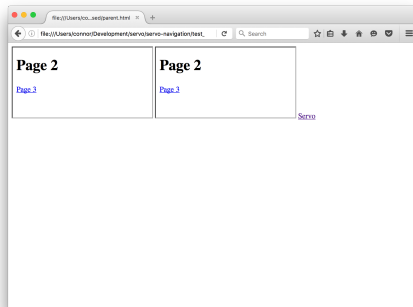 file:///Users/co...sed/parent.html
file:///Users/connor/Development/servo/servo-navigation/test_
Search
Page 2
Page 3
Page 2
Page 3
Servo